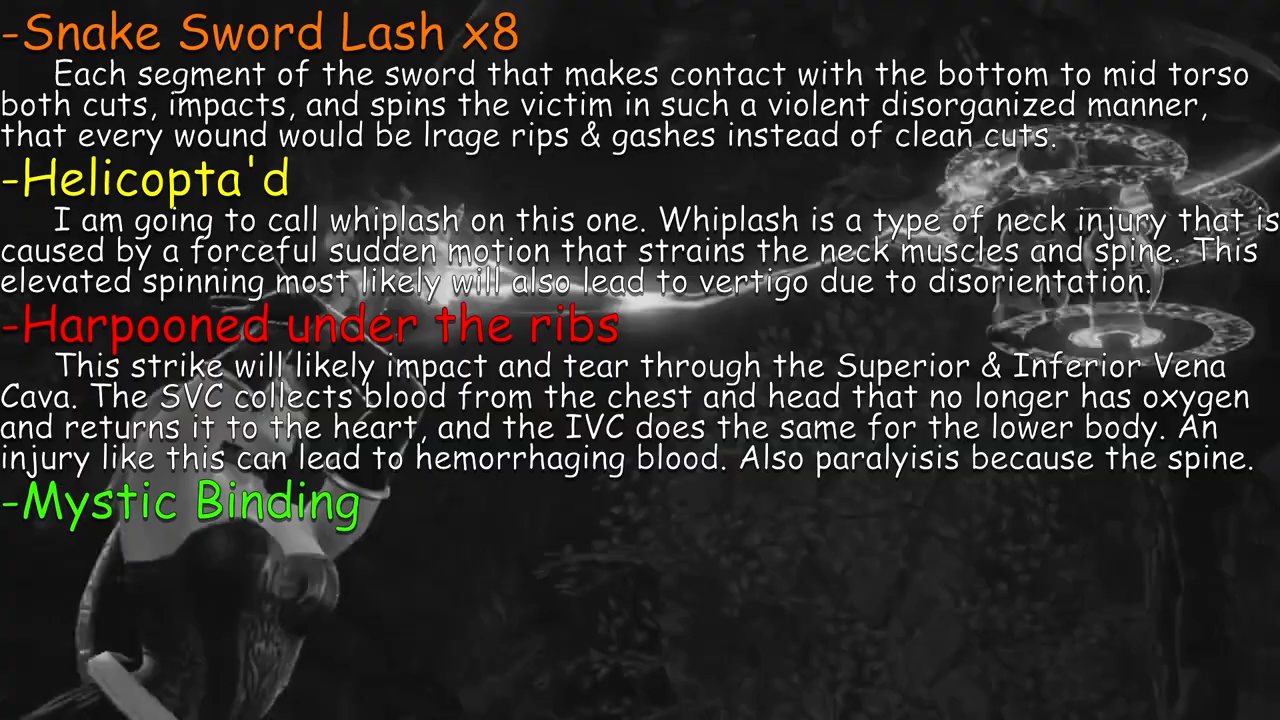 -Snake Sword Lash x8
Each segment of the sword that makes contact with the bottom to mid torso
both cuts, impacts, and spins the victim in such a violent disorganized manner,
that every wound would be lrage rips & gashes instead of clean cuts.
-Helicopta'd
I am going to call whiplash on this one. Whiplash is a type of neck injury that is
caused by a forceful sudden motion that strains the neck muscles and spine. This
elevated spinning most likely will also lead to vertigo due to disorientation.
-Harpooned under the ribs
This strike will likely impact and tear through the Superior & Inferior Vena
Cava. The SVC collects blood from the chest and head that no longer has oxygen
and returns it to the heart, and the IVC does the same for the lower body. An
injury like this can lead to hemorrhaging blood. Also paralyisis because the spine.
-Mystic Binding